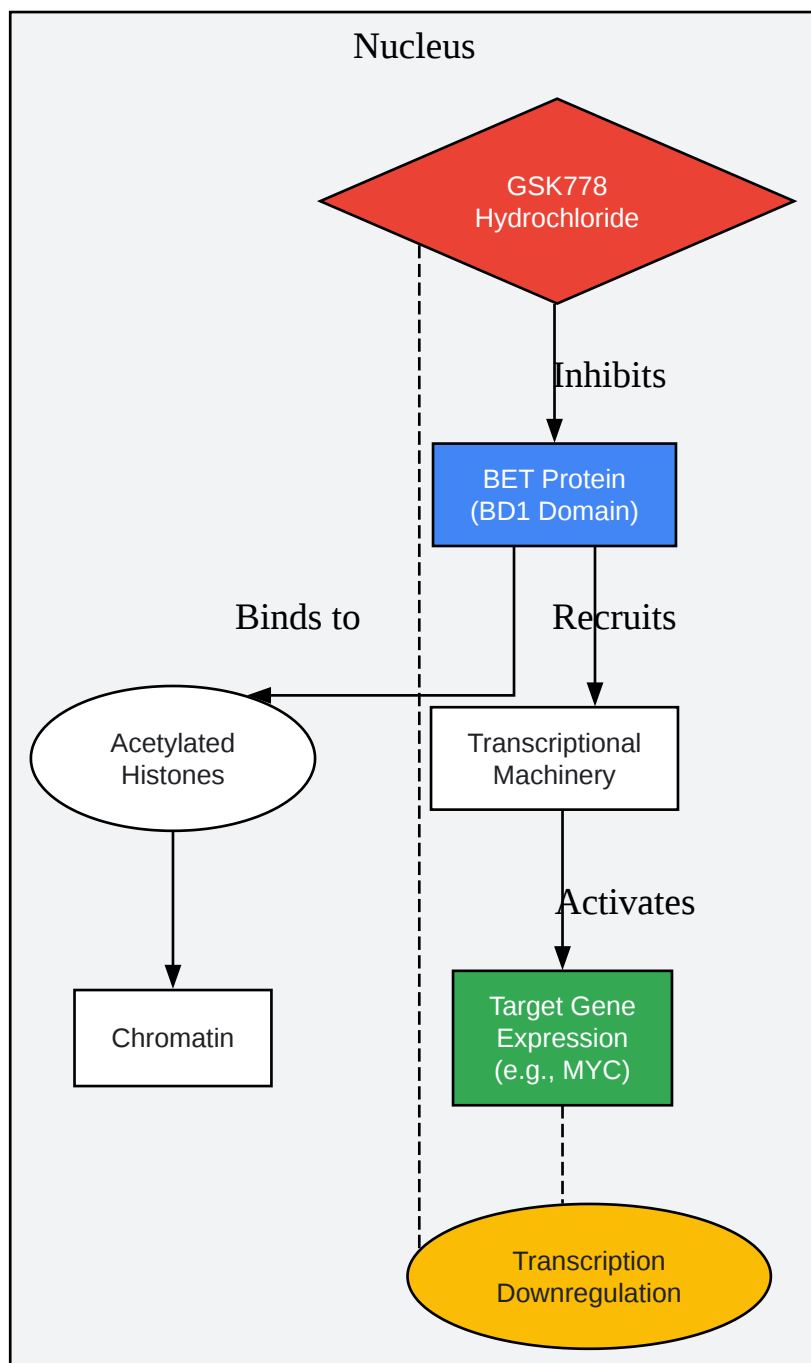 Nucleus
GSK778
Hydrochloride
Inhibits
BET Protein
(BD1 Domain)
Binds to
Recruits
Acetylated
Histones
Transcriptional
Machinery
Activates
Target Gene
Expression
(e.g., MYC)
Chromatin
Transcription
Downregulation